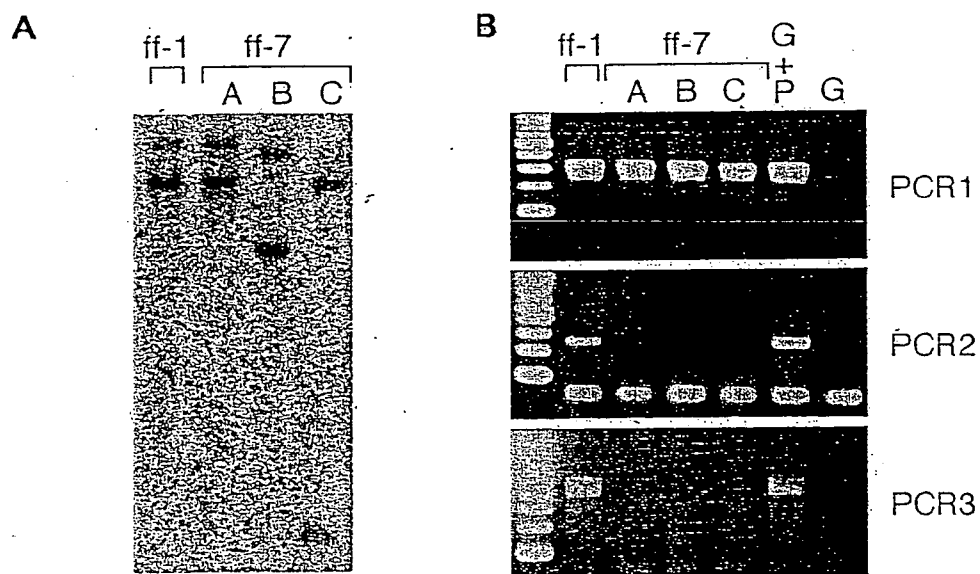 A
ff-1 ff-7
A B C
B
ff-1 ff-7 G
+
A B C P G
PCR1
PCR2
PCR3